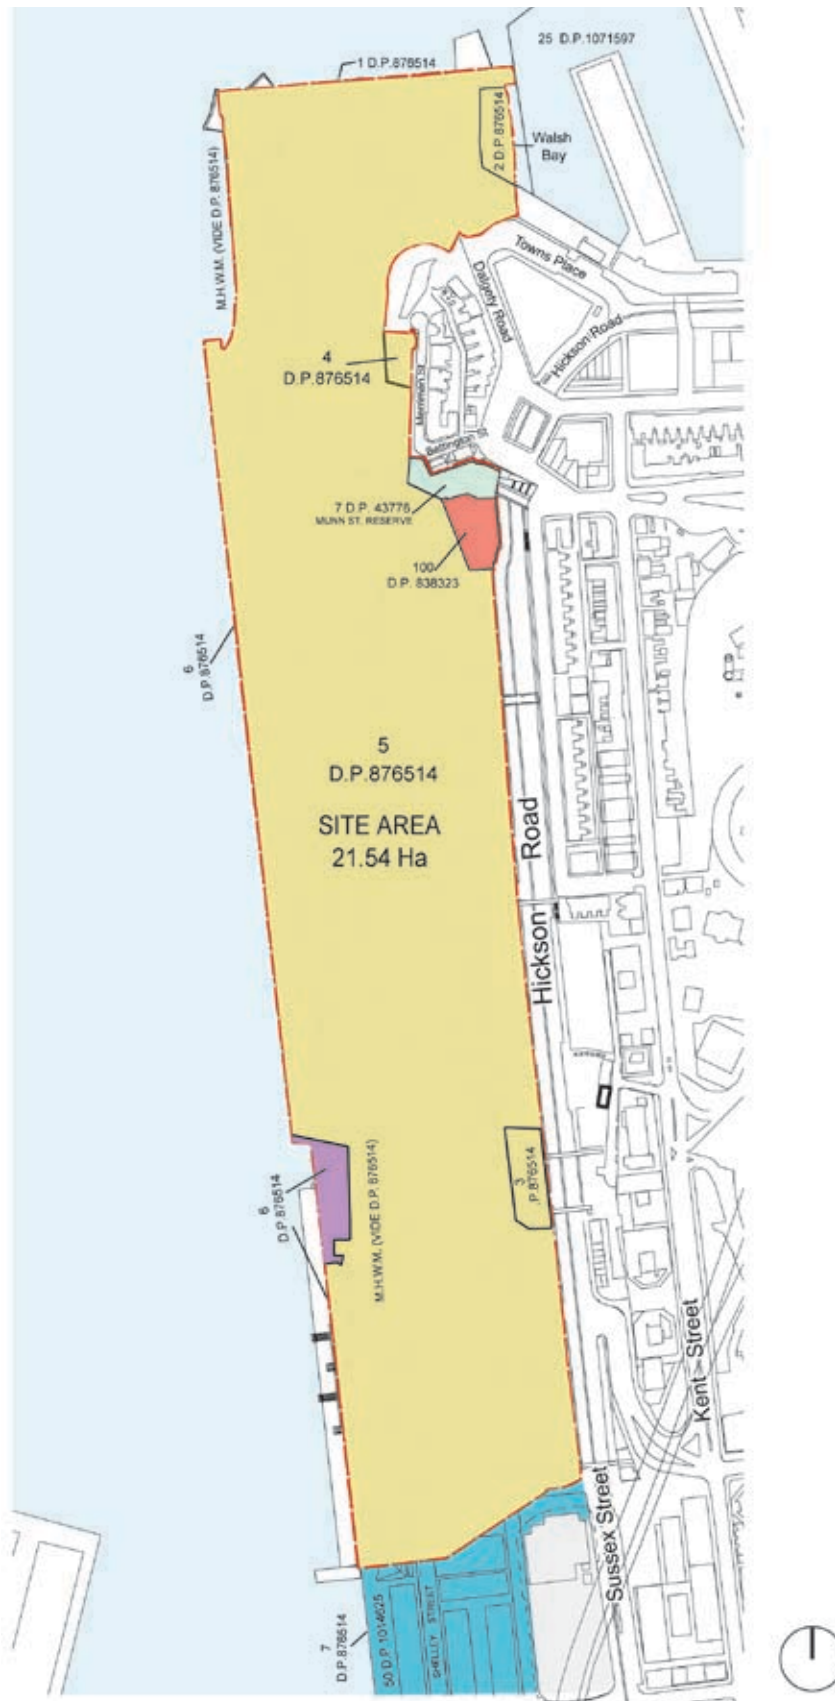 25 D.P.1071597
1 D.P.876514
2 D.P.876514
Walsh
Bay
M.H.W.M. (VIDE D.P. 876514)
Towns Place
Dalgety Road
Hickson Road
4
D.P.876514
Merriman St
Bettington St
7 D.P. 43776
MUNN ST. RESERVE
100
D.P. 838323
6
D.P.876514
5
D.P.876514
SITE AREA
21.54 Ha
Hickson Road
3
.P.876514
6
D.P.876514
M.H.W.M. (VIDE D.P. 876514)
Kent Street
Sussex Street
7
D.P.876514
50 D.P.1014625
SHELLEY STREET